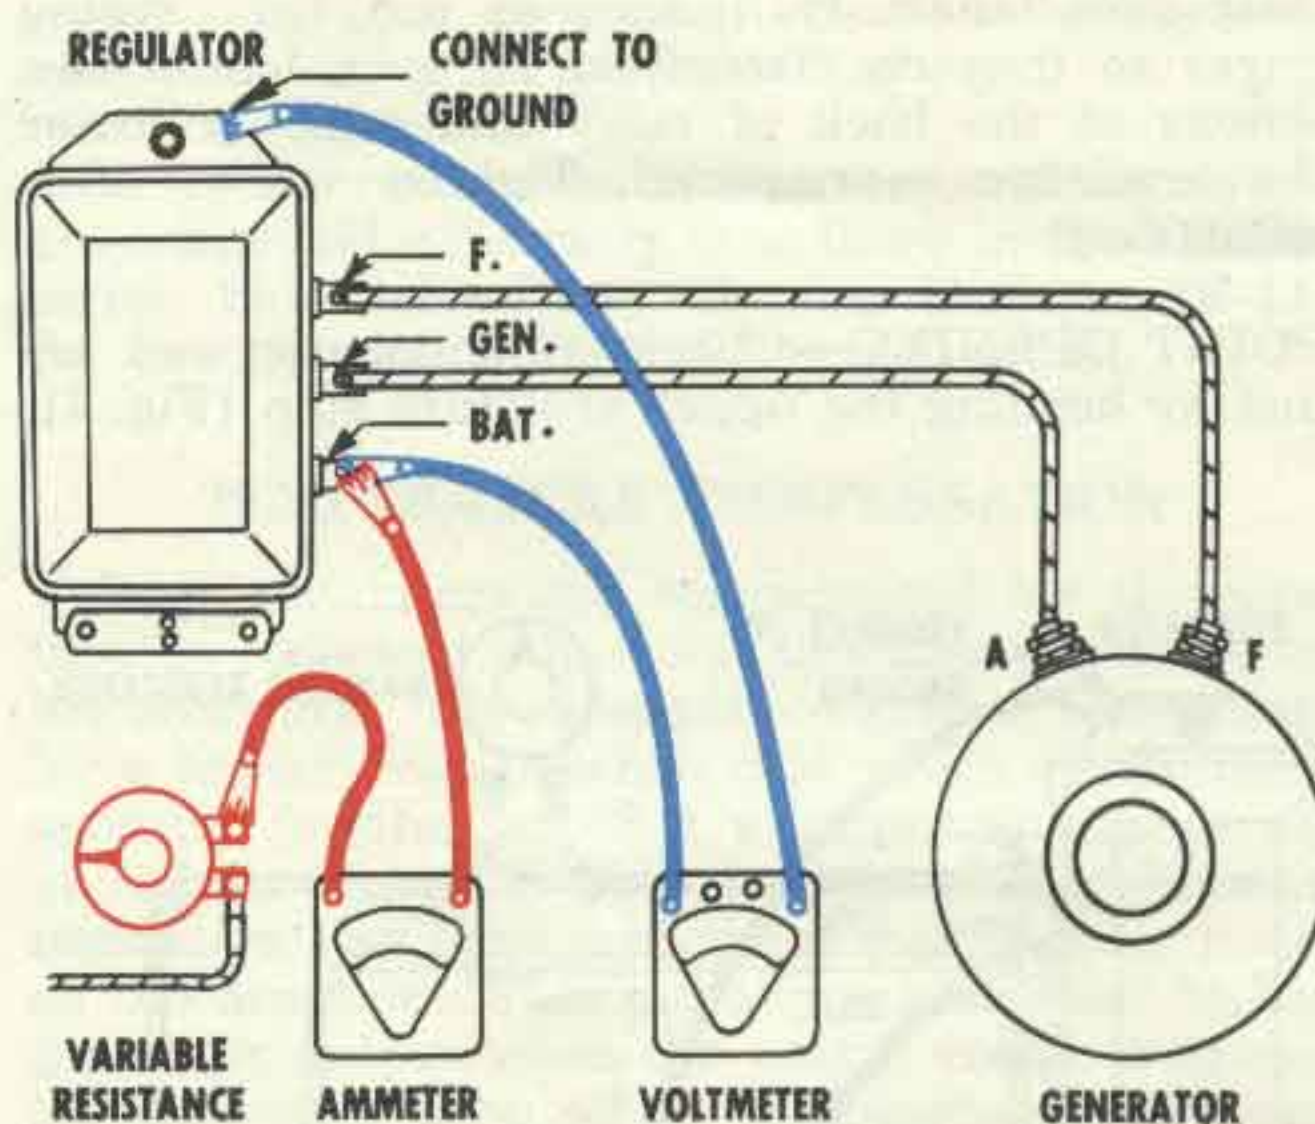 REGULATOR
CONNECT TO
GROUND
F.
GEN.
BAT.
A
F
VARIABLE
RESISTANCE
AMMETER
VOLTMETER
GENERATOR